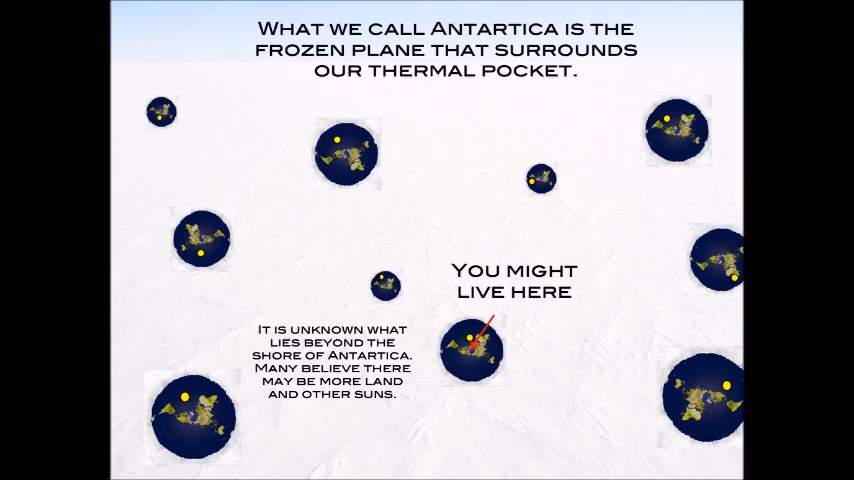 What we call Antartica is the
frozen plane that surrounds
our thermal pocket.
You might
live here
It is unknown what
lies beyond the
shore of Antartica.
Many believe there
may be more land
and other suns.